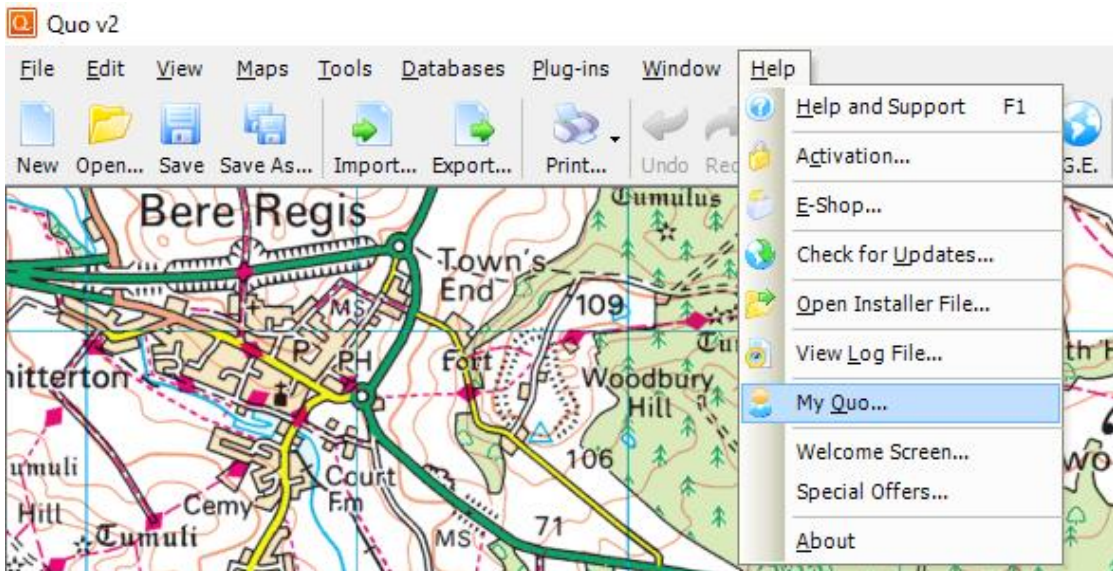 Quo v2
File Edit View Maps Tools Databases Plug-ins Window Help
New Open... Save Save As... Import... Export... Print... Undo
G.E.
Help and Support F1
Activation...
E-Shop...
Check for Updates...
Open Installer File...
View Log File...
My Quo...
Welcome Screen...
Special Offers...
About
Bere Regis
Tumulus
Town's
End
MS
109
P
PH
Fort
Woodbury
Hill
106
Tumuli
Hill
Cemy
Court
Fm
MS
71